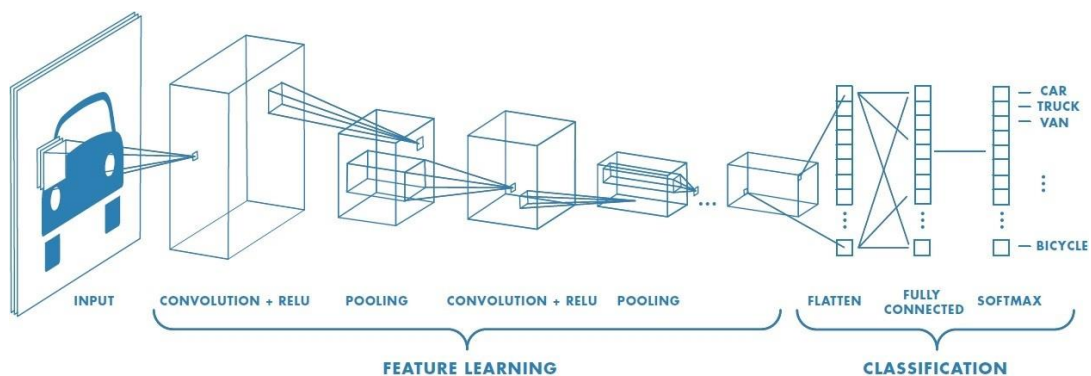 CAR
TRUCK
VAN
BICYCLE
INPUT
CONVOLUTION + RELU
POOLING
CONVOLUTION + RELU
POOLING
FLATTEN
FULLY
CONNECTED
SOFTMAX
FEATURE LEARNING
CLASSIFICATION